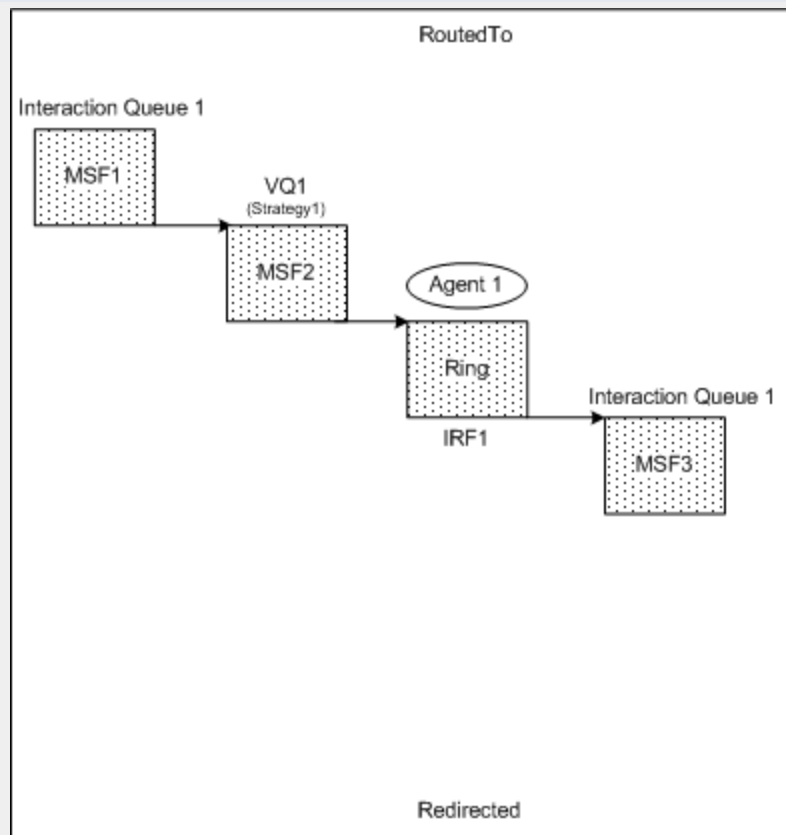 RoutedTo
Interaction Queue 1
MSF1
VQ1
(Strategy1)
MSF2
Agent 1
Ring
IRF1
Interaction Queue 1
MSF3
Redirected